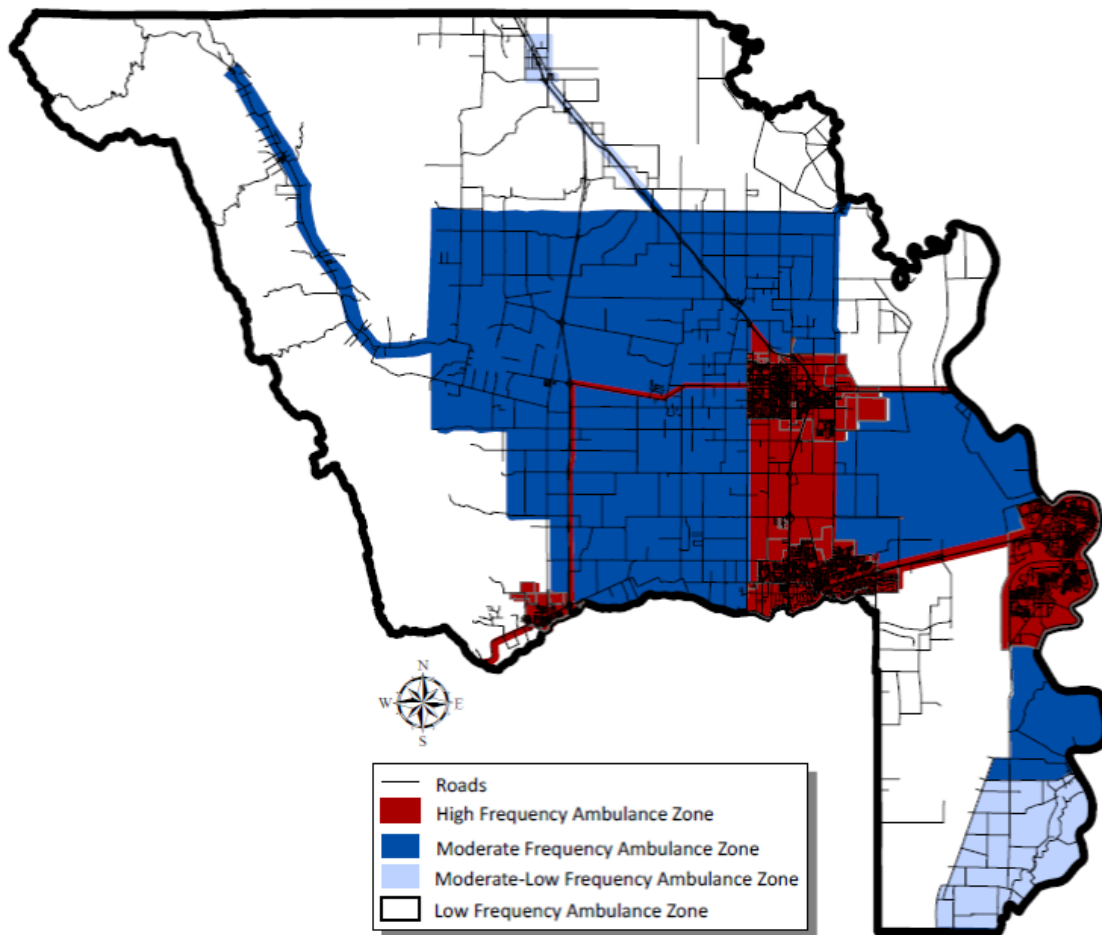 N
W E
S
Roads
High Frequency Ambulance Zone
Moderate Frequency Ambulance Zone
Moderate-Low Frequency Ambulance Zone
Low Frequency Ambulance Zone